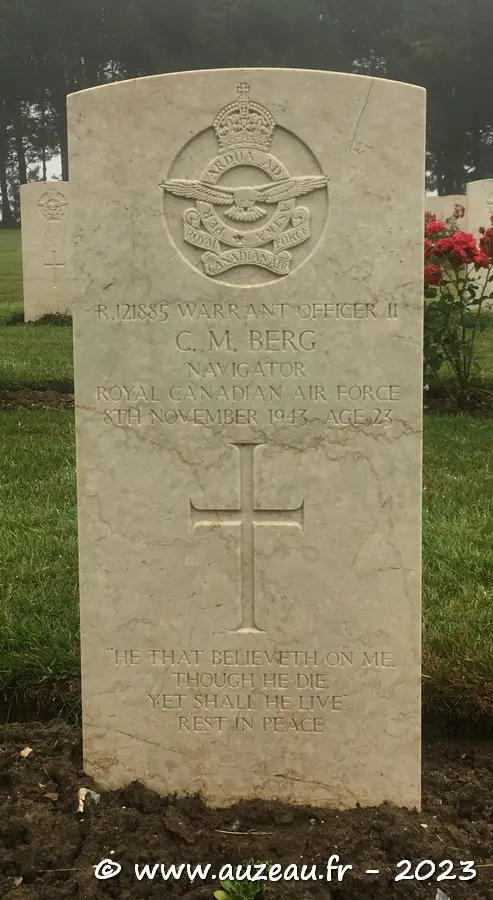 PER ARDUA AD ASTRA
ROYAL CANADIAN AIR FORCE
R.121885 WARRANT OFFICER II
C. M. BERG
NAVIGATOR
ROYAL CANADIAN AIR FORCE
8TH NOVEMBER 1943 AGE 23
"HE THAT BELIEVETH ON ME,
THOUGH HE DIE,
YET SHALL HE LIVE"
REST IN PEACE
© www.auzeau.fr - 2023